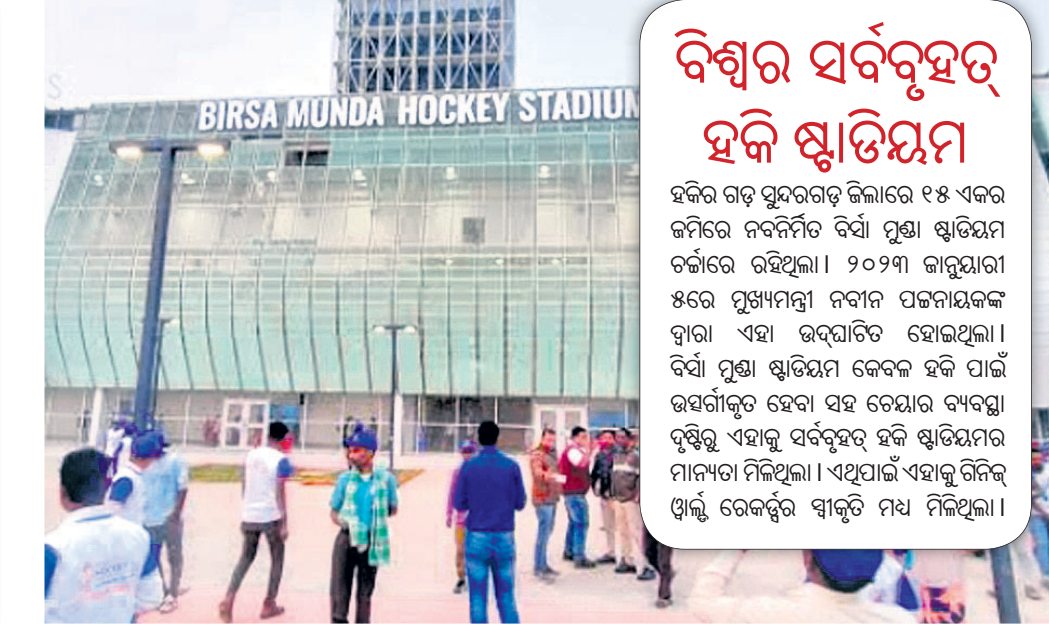 BIRSA MUNDA HOCKEY STADIUM
ବିଶ୍ୱର ସର୍ବବୃହତ୍
ହକି ଷ୍ଟାଡିୟମ
ହକିର ଗଡ଼ ସୁନ୍ଦରଗଡ଼ ଜିଲାରେ ୧୫ ଏକର
ଜମିରେ ନବନିର୍ମିତ ବିର୍ସା ମୁଣ୍ଡା ଷ୍ଟାଡିୟମ
ଚର୍ଚ୍ଚାରେ ରହିଥିଲା। ୨୦୨୩ ଜାନୁୟାରୀ
୫ରେ ମୁଖ୍ୟମନ୍ତ୍ରୀ ନବୀନ ପଟ୍ଟନାୟକଙ୍କ
ଦ୍ୱାରା ଏହା ଉଦ୍‌ଘାଟିତ ହୋଇଥିଲା।
ବିର୍ସା ମୁଣ୍ଡା ଷ୍ଟାଡିୟମ କେବଳ ହକି ପାଇଁ
ଉତ୍ସର୍ଗୀକୃତ ହେବା ସହ ଚେୟାର ବ୍ୟବସ୍ଥା
ଦୃଷ୍ଟିରୁ ଏହାକୁ ସର୍ବବୃହତ୍ ହକି ଷ୍ଟାଡିୟମର
ମାନ୍ୟତା ମିଳିଥିଲା। ଏଥିପାଇଁ ଏହାକୁ ଗିନିଜ୍
ୱାର୍ଲ୍ଡ ରେକର୍ଡ୍ସର ସ୍ୱୀକୃତି ମଧ୍ୟ ମିଳିଥିଲା।